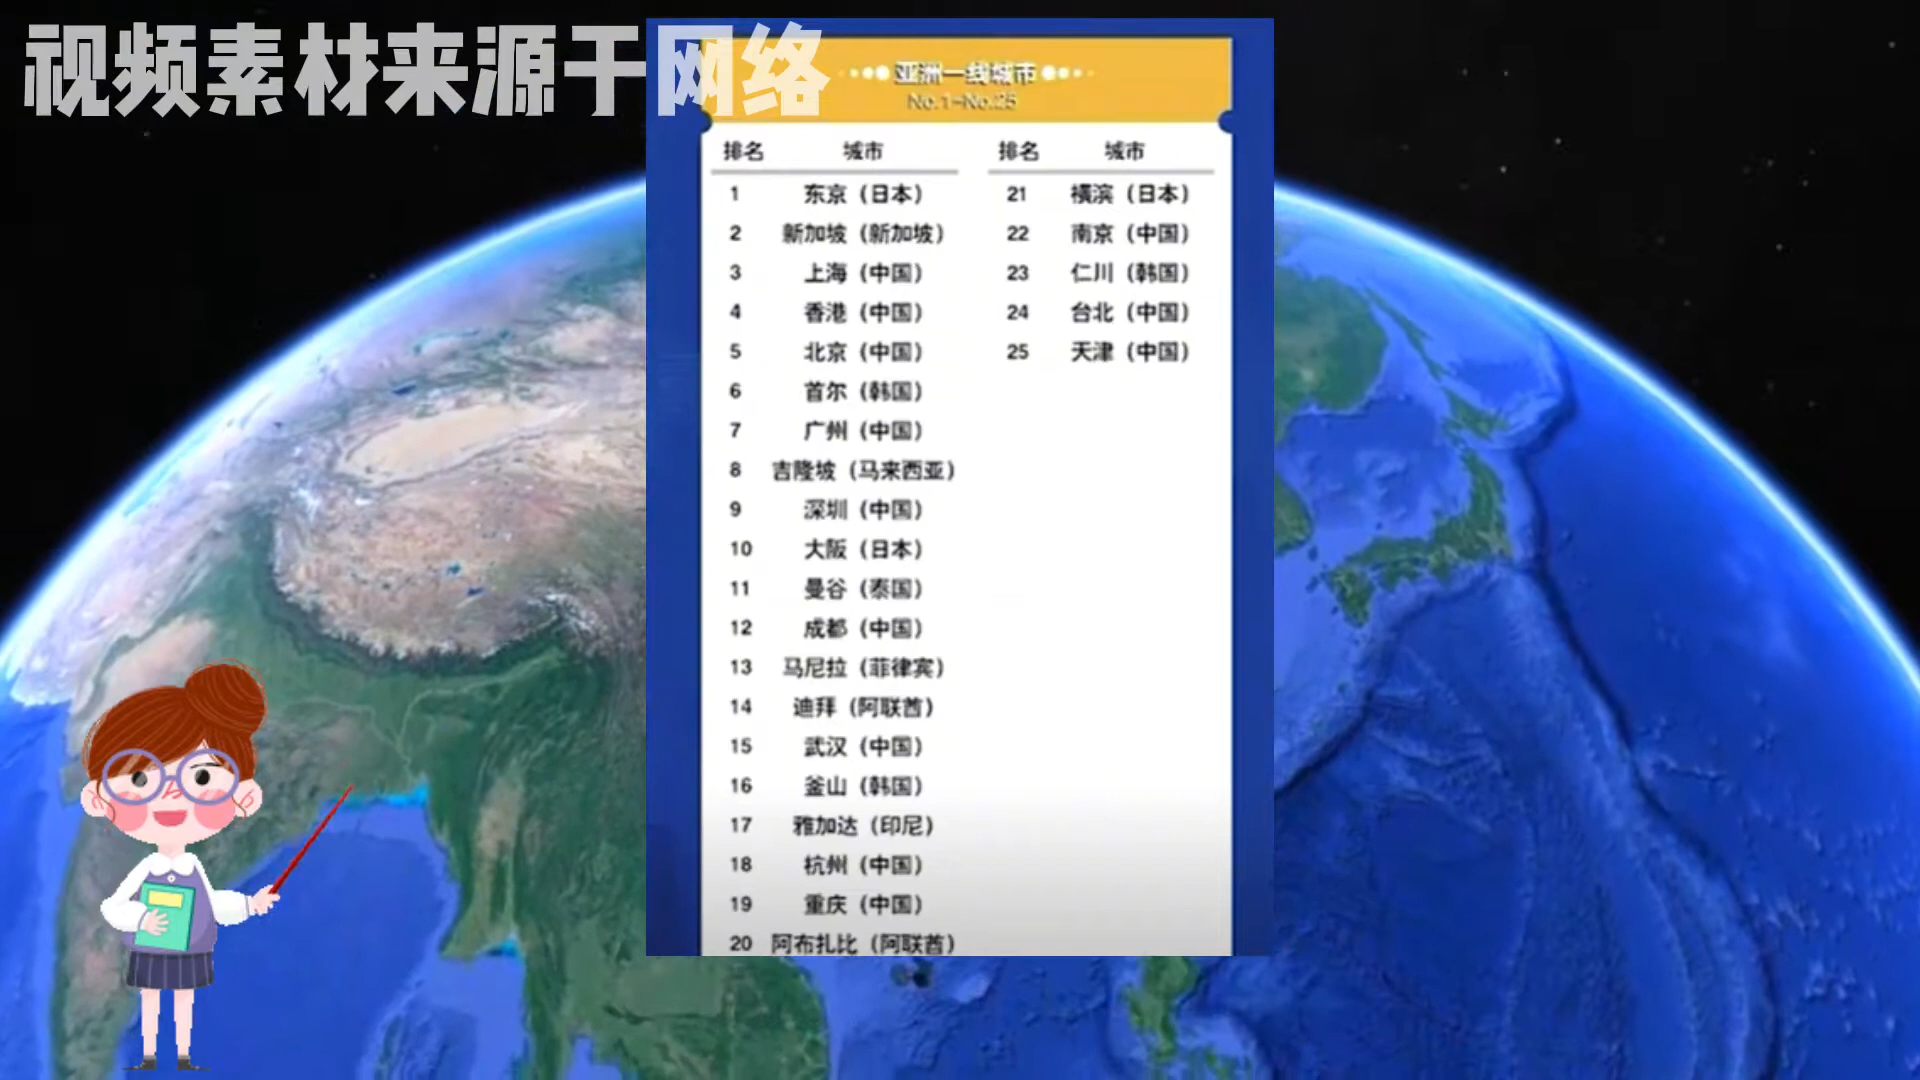 视频素材来源于网络
亚洲一线城市
No.1-No.25
排名 城市
1 东京（日本）
2 新加坡（新加坡）
3 上海（中国）
4 香港（中国）
5 北京（中国）
6 首尔（韩国）
7 广州（中国）
8 吉隆坡（马来西亚）
9 深圳（中国）
10 大阪（日本）
11 曼谷（泰国）
12 成都（中国）
13 马尼拉（菲律宾）
14 迪拜（阿联酋）
15 武汉（中国）
16 釜山（韩国）
17 雅加达（印尼）
18 杭州（中国）
19 重庆（中国）
20 阿布扎比（阿联酋）
排名 城市
21 横滨（日本）
22 南京（中国）
23 仁川（韩国）
24 台北（中国）
25 天津（中国）